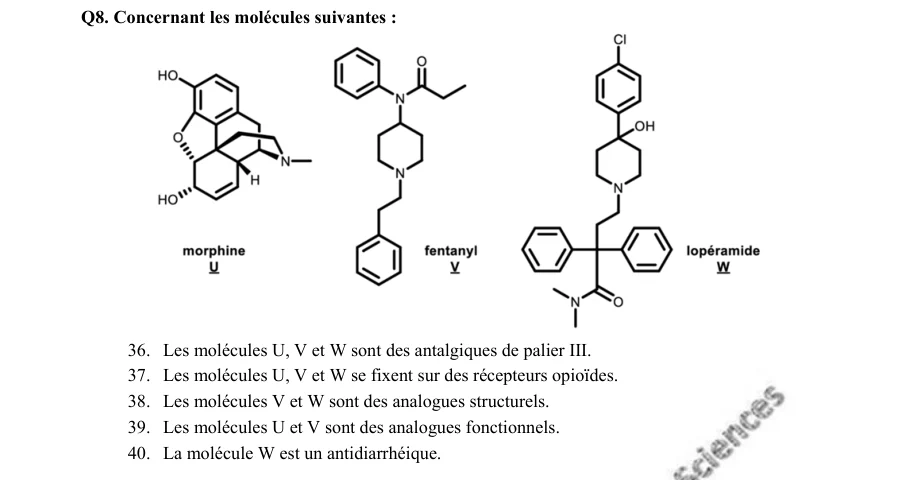 Q8. Concernant les molécules suivantes :
HO
O
HO
N
H
morphine
U
O
N
N
fentanyl
V
Cl
OH
N
N
O
lopéramide
W
36. Les molécules U, V et W sont des antalgiques de palier III.
37. Les molécules U, V et W se fixent sur des récepteurs opioïdes.
38. Les molécules V et W sont des analogues structurels.
39. Les molécules U et V sont des analogues fonctionnels.
40. La molécule W est un antidiarrhéique.
Sciences